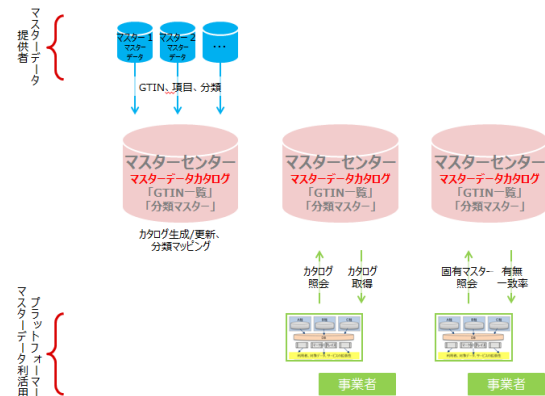 マスターデータ
提供者
マスター1
マスター
データ
マスター2
マスター
データ
…
GTIN、項目、分類
マスターセンター
マスターデータカタログ
「GTIN一覧」
「分類マスター」
カタログ生成/更新、
分類マッピング
マスターセンター
マスターデータカタログ
「GTIN一覧」
「分類マスター」
マスターセンター
マスターデータカタログ
「GTIN一覧」
「分類マスター」
カタログ
照会
カタログ
取得
固有マスター
照会
有無
一致率
プラットフォーマー
マスターデータ利活用
事業者
事業者